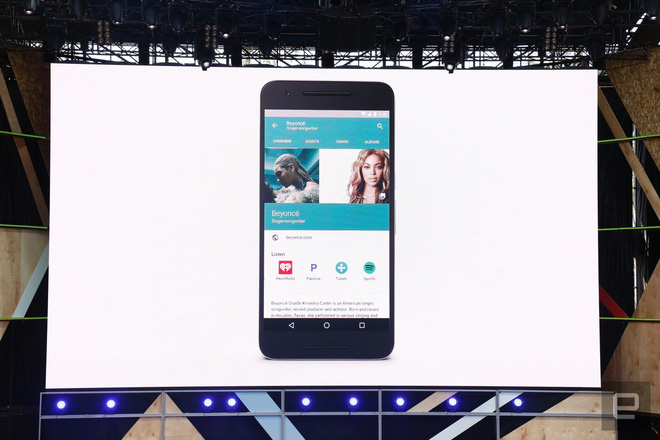 Beyoncé
Singer-songwriter
OVERVIEW EVENTS SONGS ALBUMS
Beyoncé
Singer-songwriter
beyonce.com
Listen
iHeartRadio Pandora TuneIn Spotify
Beyoncé Giselle Knowles-Carter is an American singer,
songwriter, record producer and actress. Born and raised
in Houston, Texas, she performed in various singing and
e